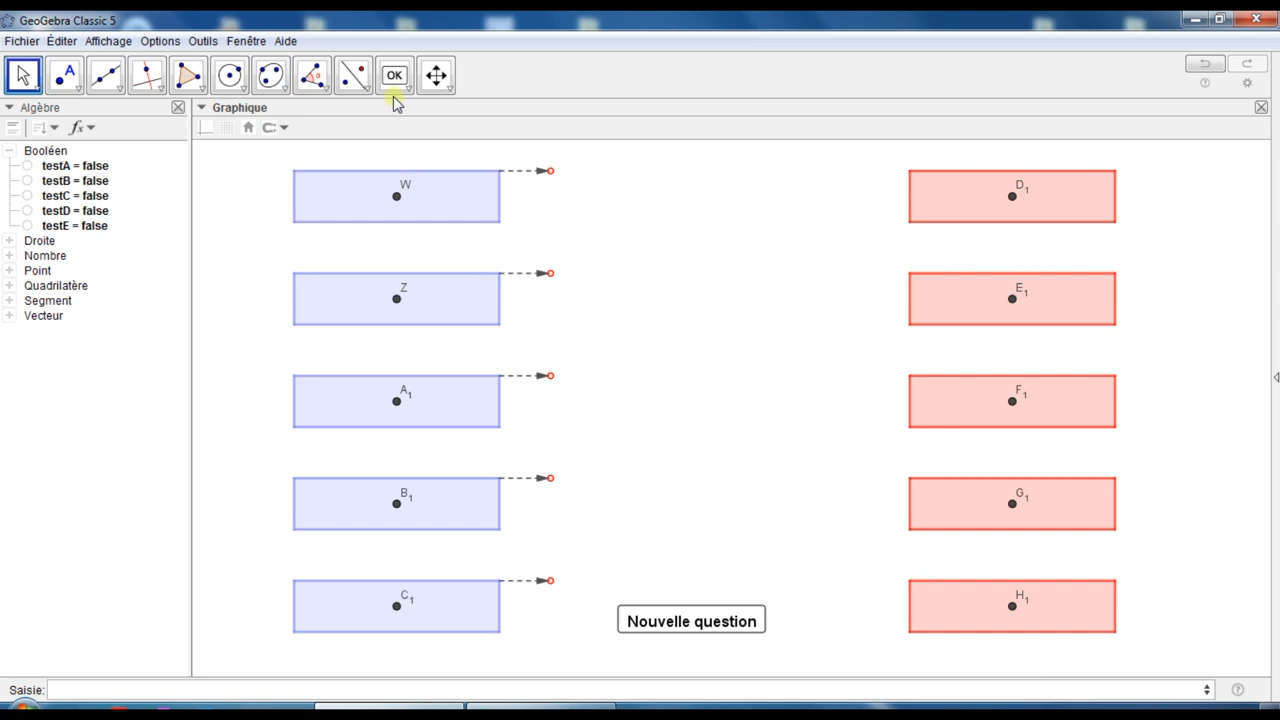 GeoGebra Classic 5
Fichier Éditer Affichage Options Outils Fenêtre Aide
A
α
OK
Algèbre
Graphique
fx
Booléen
testA = false
testB = false
testC = false
testD = false
testE = false
Droite
Nombre
Point
Quadrilatère
Segment
Vecteur
W
D1
Z
E1
A1
F1
B1
G1
C1
H1
Nouvelle question
Saisie: